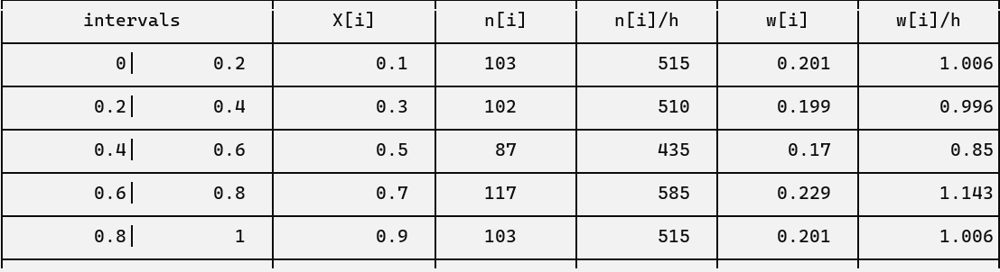 intervals X[i] n[i] n[i]/h w[i] w[i]/h
0| 0.2 0.1 103 515 0.201 1.006
0.2| 0.4 0.3 102 510 0.199 0.996
0.4| 0.6 0.5 87 435 0.17 0.85
0.6| 0.8 0.7 117 585 0.229 1.143
0.8| 1 0.9 103 515 0.201 1.006